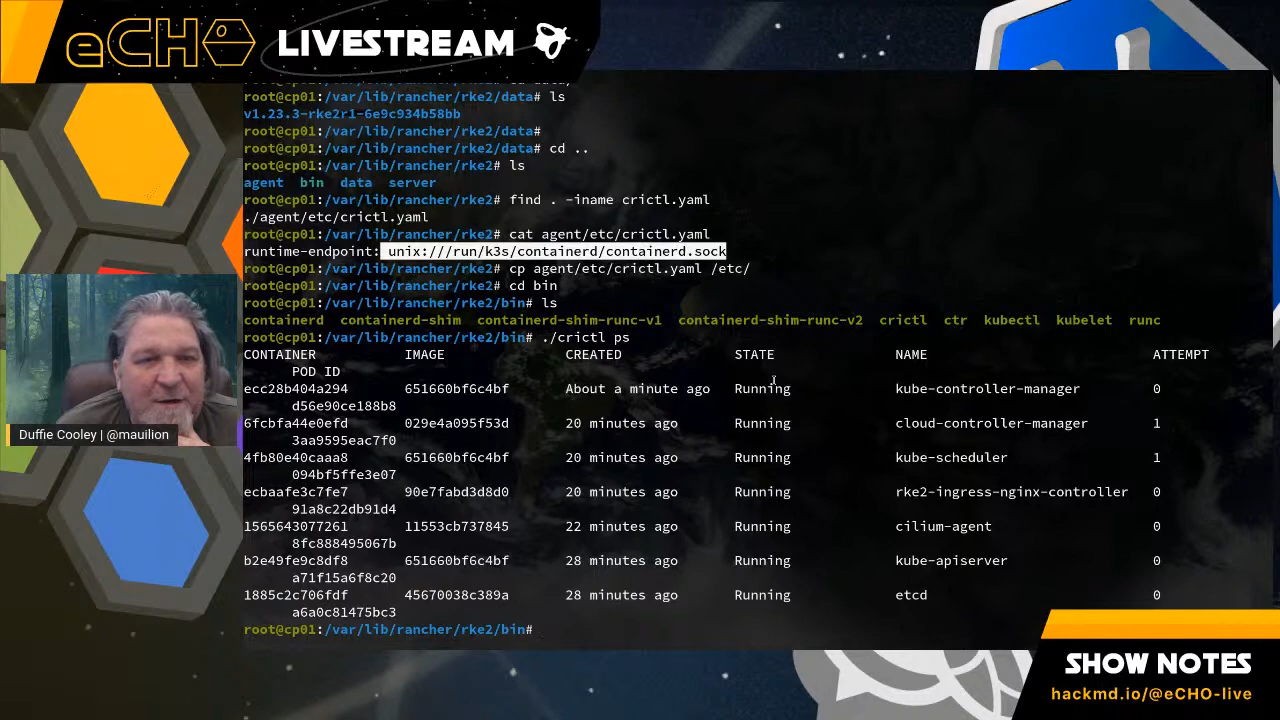 eCHO LIVESTREAM
root@cp01:/var/lib/rancher/rke2/data# ls
v1.23.3-rke2r1-6e9c934b58bb
root@cp01:/var/lib/rancher/rke2/data#
root@cp01:/var/lib/rancher/rke2/data# cd ..
root@cp01:/var/lib/rancher/rke2# ls
agent bin data server
root@cp01:/var/lib/rancher/rke2# find . -iname crictl.yaml
./agent/etc/crictl.yaml
root@cp01:/var/lib/rancher/rke2# cat agent/etc/crictl.yaml
runtime-endpoint: unix:///run/k3s/containerd/containerd.sock
root@cp01:/var/lib/rancher/rke2# cp agent/etc/crictl.yaml /etc/
root@cp01:/var/lib/rancher/rke2# cd bin
root@cp01:/var/lib/rancher/rke2/bin# ls
containerd containerd-shim containerd-shim-runc-v1 containerd-shim-runc-v2 crictl ctr kubectl kubelet runc
root@cp01:/var/lib/rancher/rke2/bin# ./crictl ps
CONTAINER IMAGE CREATED STATE NAME ATTEMPT
POD ID
ecc28b404a294 651660bf6c4bf About a minute ago Running kube-controller-manager 0
d56e90ce188b8
6fcbfa44e0efd 029e4a095f53d 20 minutes ago Running cloud-controller-manager 1
3aa9595eac7f0
4fb80e40caaa8 651660bf6c4bf 20 minutes ago Running kube-scheduler 1
094bf5ffe3e07
ecbaafe3c7fe7 90e7fabd3d8d0 20 minutes ago Running rke2-ingress-nginx-controller 0
91a8c22db91d4
1565643077261 11553cb737845 22 minutes ago Running cilium-agent 0
8fc888495067b
b2e49fe9c8df8 651660bf6c4bf 28 minutes ago Running kube-apiserver 0
a71f15a6f8c20
1885c2c706fdf 45670038c389a 28 minutes ago Running etcd 0
a6a0c81475bc3
root@cp01:/var/lib/rancher/rke2/bin#
Duffie Cooley | @mauilion
SHOW NOTES
hackmd.io/@eCHO-live